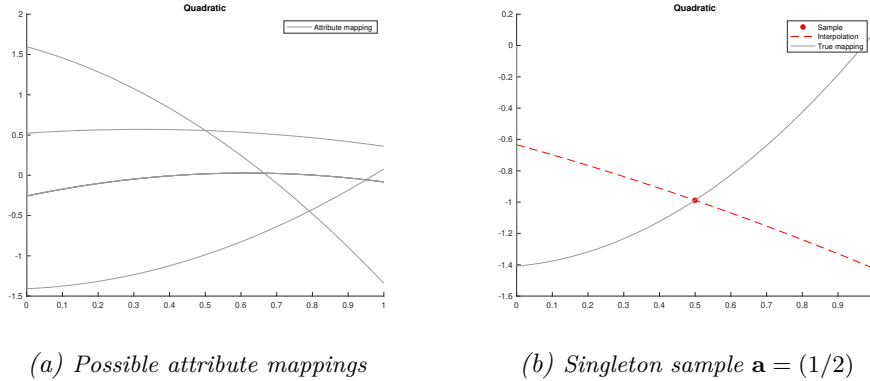 Quadratic
2
1.5
1
0.5
0
-0.5
-1
-1.5
0 0.1 0.2 0.3 0.4 0.5 0.6 0.7 0.8 0.9 1
Attribute mapping
(a) Possible attribute mappings
Quadratic
0.2
0
-0.2
-0.4
-0.6
-0.8
-1
-1.2
-1.4
-1.6
0 0.1 0.2 0.3 0.4 0.5 0.6 0.7 0.8 0.9
Sample
Interpolation
True mapping
(b) Singleton sample a = (1/2)